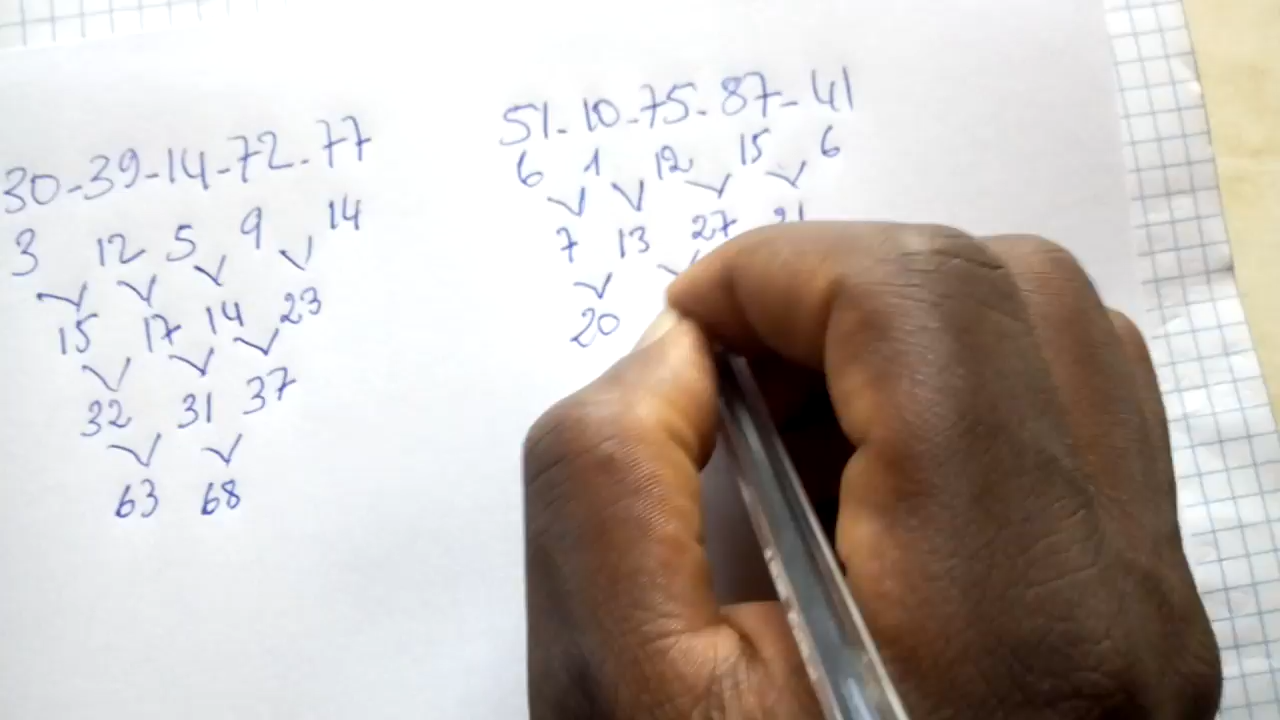 30-39-14-72-77
3 12 5 9 14
15 17 14 23
32 31 37
63 68
51-10-75-87-41
6 1 12 15 6
7 13 27 21
20